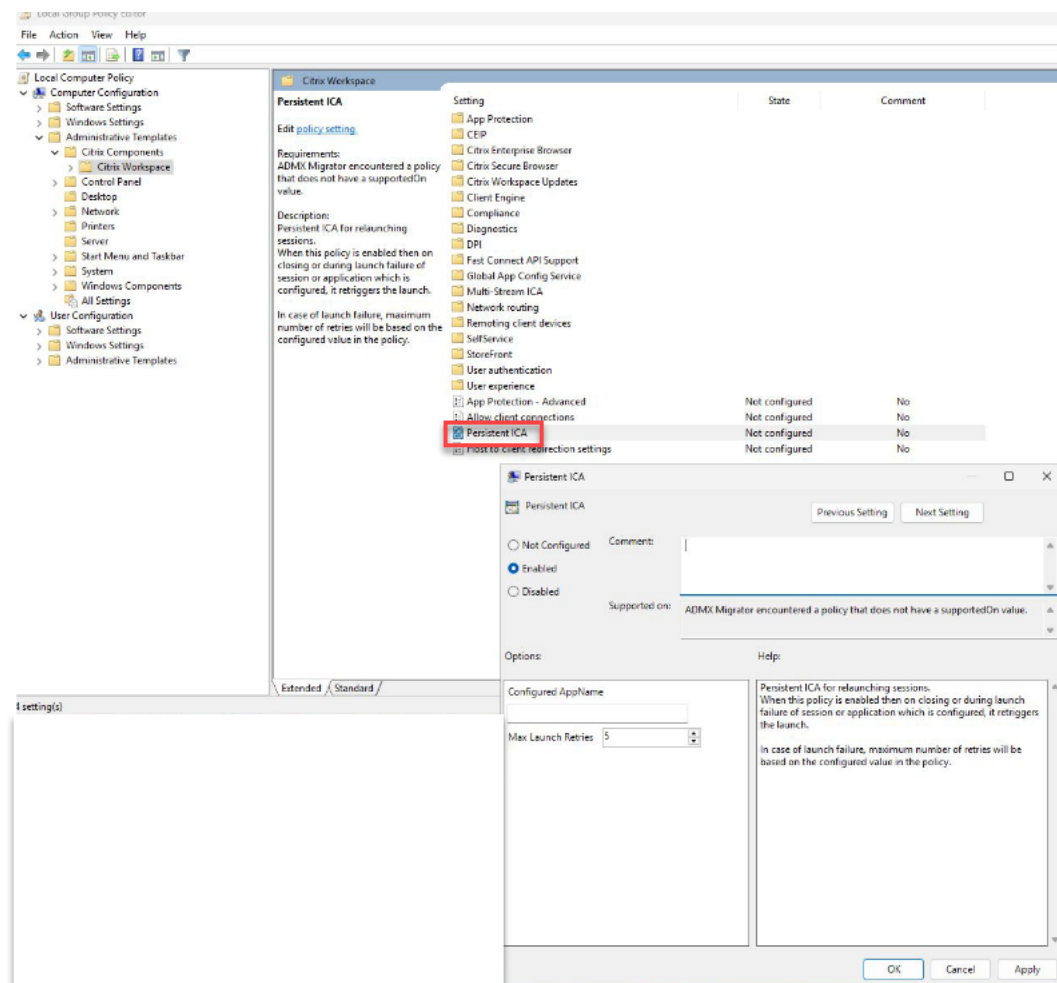 Local Group Policy Editor
File Action View Help
Local Computer Policy
Computer Configuration
Software Settings
Windows Settings
Administrative Templates
Citrix Components
Citrix Workspace
Control Panel
Desktop
Network
Printers
Server
Start Menu and Taskbar
System
Windows Components
All Settings
User Configuration
Software Settings
Windows Settings
Administrative Templates
Citrix Workspace
Persistent ICA
Edit policy setting
Requirements:
ADMX Migrator encountered a policy
that does not have a supportedOn
value.
Description:
Persistent ICA for relaunching
sessions.
When this policy is enabled then on
closing or during launch failure of
session or application which is
configured, it retriggers the launch.
In case of launch failure, maximum
number of retries will be based on the
configured value in the policy.
Setting State Comment
App Protection
CEIP
Citrix Enterprise Browser
Citrix Secure Browser
Citrix Workspace Updates
Client Engine
Compliance
Diagnostics
DPI
Fast Connect API Support
Global App Config Service
Multi-Stream ICA
Network routing
Remoting client devices
SelfService
StoreFront
User authentication
User experience
App Protection - Advanced Not configured No
Allow client connections Not configured No
Persistent ICA Not configured No
Host to client redirection settings Not configured No
Extended Standard
4 setting(s)
Persistent ICA
Persistent ICA
Previous Setting Next Setting
Not Configured
Enabled
Disabled
Comment:
Supported on: ADMX Migrator encountered a policy that does not have a supportedOn value.
Options: Help:
Configured AppName
Max Launch Retries 5
Persistent ICA for relaunching sessions.
When this policy is enabled then on closing or during launch
failure of session or application which is configured, it retriggers
the launch.
In case of launch failure, maximum number of retries will be
based on the configured value in the policy.
OK Cancel Apply